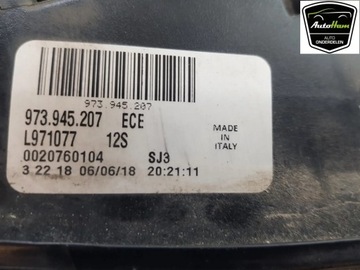 AutoHam
AUTO
ONDERDELEN
973.945.207
973.945.207 ECE
L971077 12S
0020760104 SJ3
3 22 18 06/06/18 20:21:11
MADE
IN
ITALY